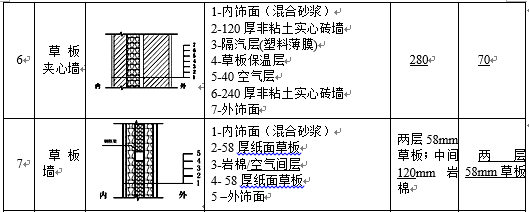 6
草 板
夹心墙
内
外
1-内饰面（混合砂浆）
2-120 厚非粘土实心砖墙
3-隔汽层(塑料薄膜)
4-草板保温层
5-40 空气层
6-240 厚非粘土实心砖墙
7-外饰面
280
70
7
草 板
墙
内
外
5
4
3
2
1
1-内饰面（混合砂浆）
2-58 厚纸面草板
3-岩棉/空气间层
4- 58 厚纸面草板
5 –外饰面
两层 58mm
草板；中间
120mm 岩
棉
两 层
58mm 草板